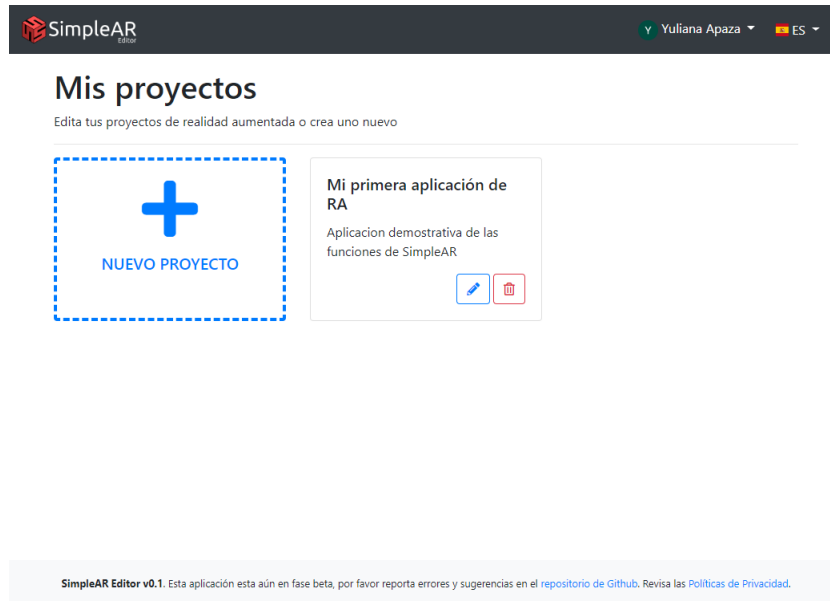 SimpleAR
Editor
Y Yuliana Apaza
ES
Mis proyectos
Edita tus proyectos de realidad aumentada o crea uno nuevo
NUEVO PROYECTO
Mi primera aplicación de
RA
Aplicacion demostrativa de las
funciones de SimpleAR
SimpleAR Editor v0.1. Esta aplicación esta aún en fase beta, por favor reporta errores y sugerencias en el repositorio de Github. Revisa las Políticas de Privacidad.